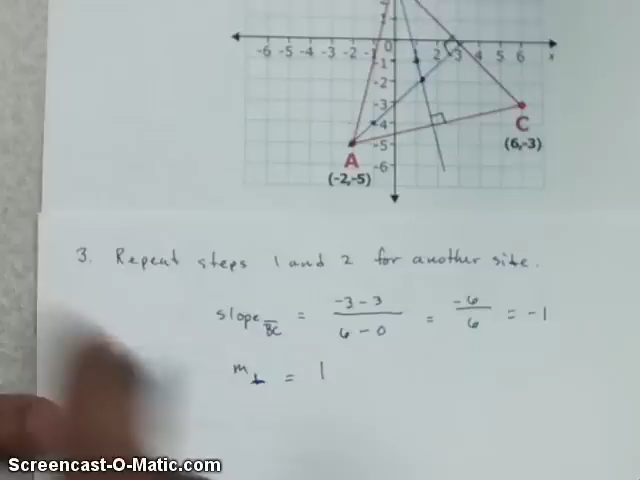 -6 -5 -4 -3 -2 -1 0 1 2 3 4 5 6 x
-1
-2
-3
-4
-5
-6
A
(-2,-5)
C
(6,-3)
3. Repeat steps 1 and 2 for another side.
slope BC = -3-3 / 6-0 = -6 / 6 = -1
m⊥ = 1
Screencast-O-Matic.com